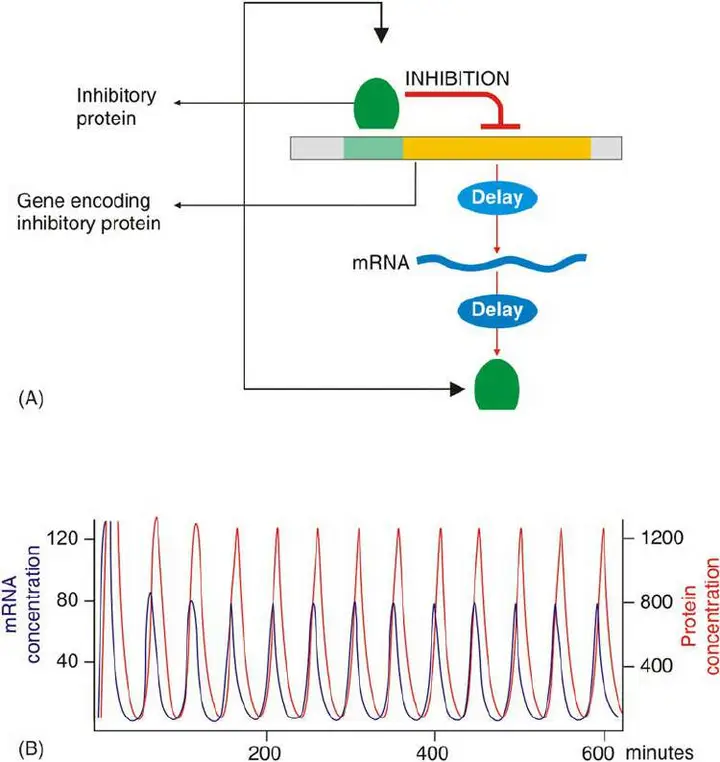 INHIBITION
Inhibitory
protein
Gene encoding
inhibitory protein
Delay
mRNA
Delay
(A)
120
80
40
mRNA
concentration
1200
800
400
Protein
concentration
200
400
600
minutes
(B)